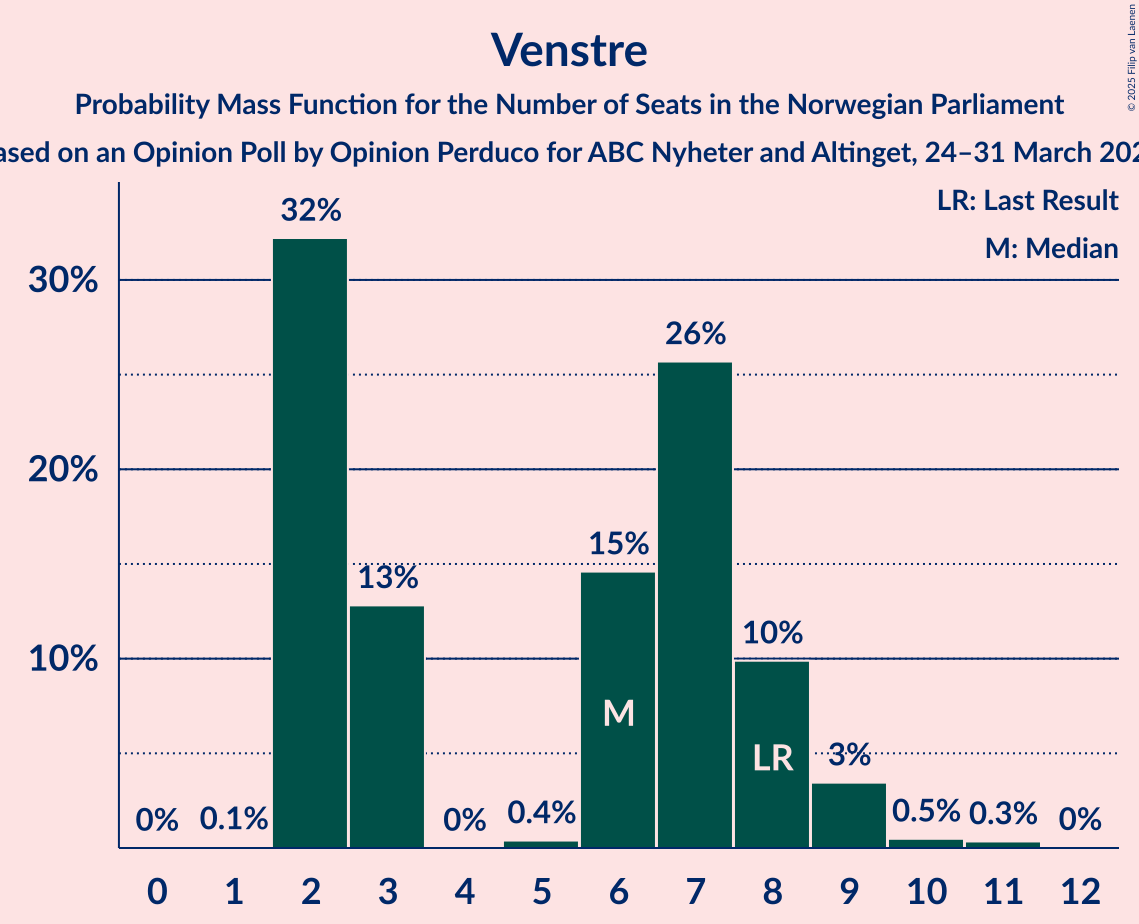 Venstre
Probability Mass Function for the Number of Seats in the Norwegian Parliament
on an Opinion Poll by Opinion Perduco for ABC Nyheter and Altinget, 24–31 March
© 2025 Filip van Laenen
LR: Last Result
M: Median
30%
20%
10%
0%
0.1%
32%
13%
0%
0.4%
15%
26%
10%
3%
0.5%
0.3%
0%
M
LR
0 1 2 3 4 5 6 7 8 9 10 11 12